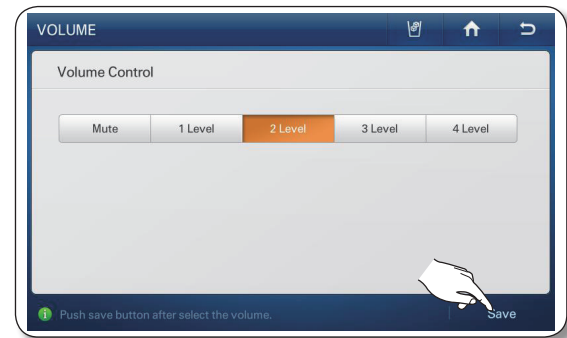 VOLUME
Volume Control
Mute 1 Level 2 Level 3 Level 4 Level
Push save button after select the volume.
Save